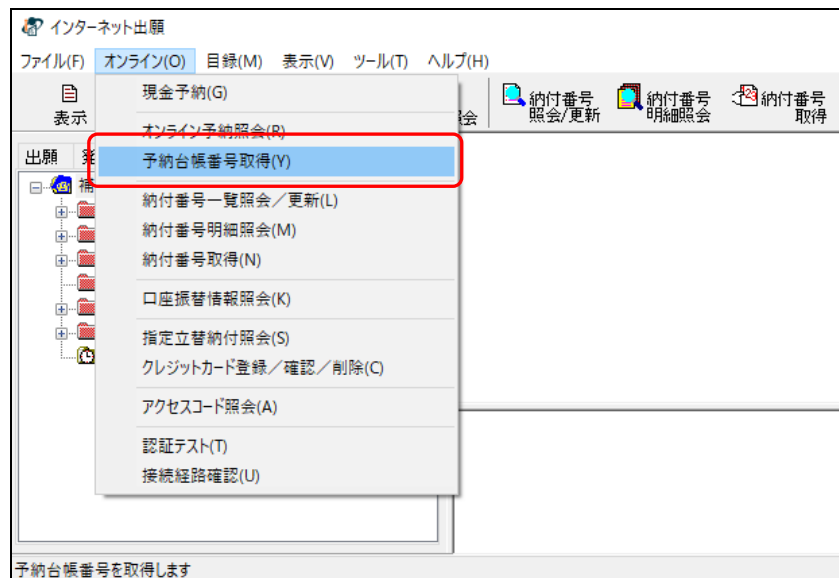 インターネット出願
ファイル(F) オンライン(O) 目録(M) 表示(V) ツール(T) ヘルプ(H)
表示
会
納付番号
照会/更新
納付番号
明細照会
納付番号
取得
現金予納(G)
オンライン予納照会(R)
予納台帳番号取得(Y)
納付番号一覧照会/更新(L)
納付番号明細照会(M)
納付番号取得(N)
口座振替情報照会(K)
指定立替納付照会(S)
クレジットカード登録/確認/削除(C)
アクセスコード照会(A)
認証テスト(T)
接続経路確認(U)
出願 発
補
予納台帳番号を取得します